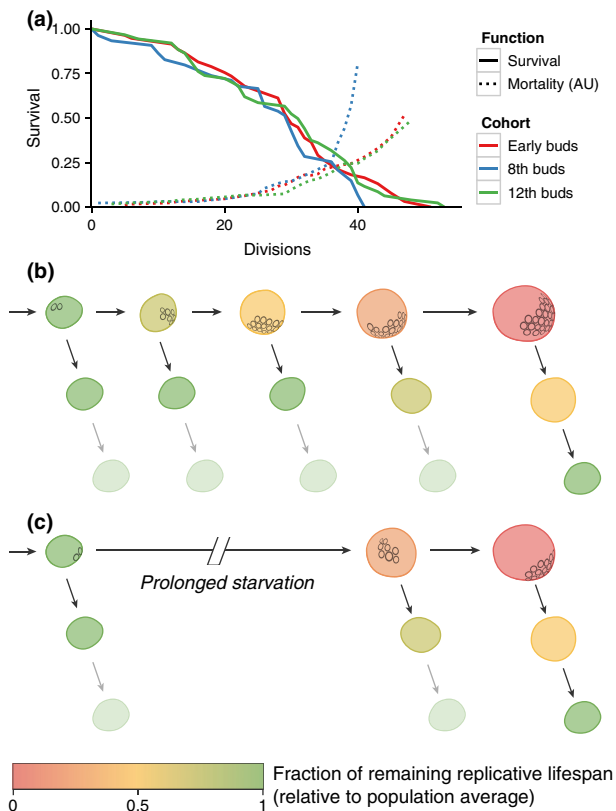 (a)
1.00
0.75
0.50
0.25
0.00
Survival
0
20
40
Divisions
Function
Survival
Mortality (AU)
Cohort
Early buds
8th buds
12th buds
(b)
(c)
Prolonged starvation
0
0.5
1
Fraction of remaining replicative lifespan
(relative to population average)